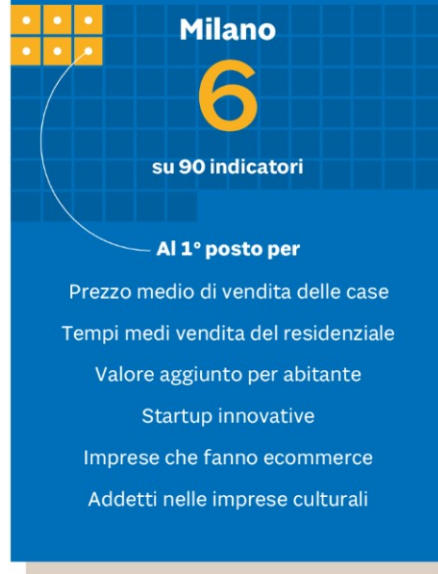 Milano
6
su 90 indicatori
Al 1° posto per
Prezzo medio di vendita delle case
Tempi medi vendita del residenziale
Valore aggiunto per abitante
Startup innovative
Imprese che fanno ecommerce
Addetti nelle imprese culturali